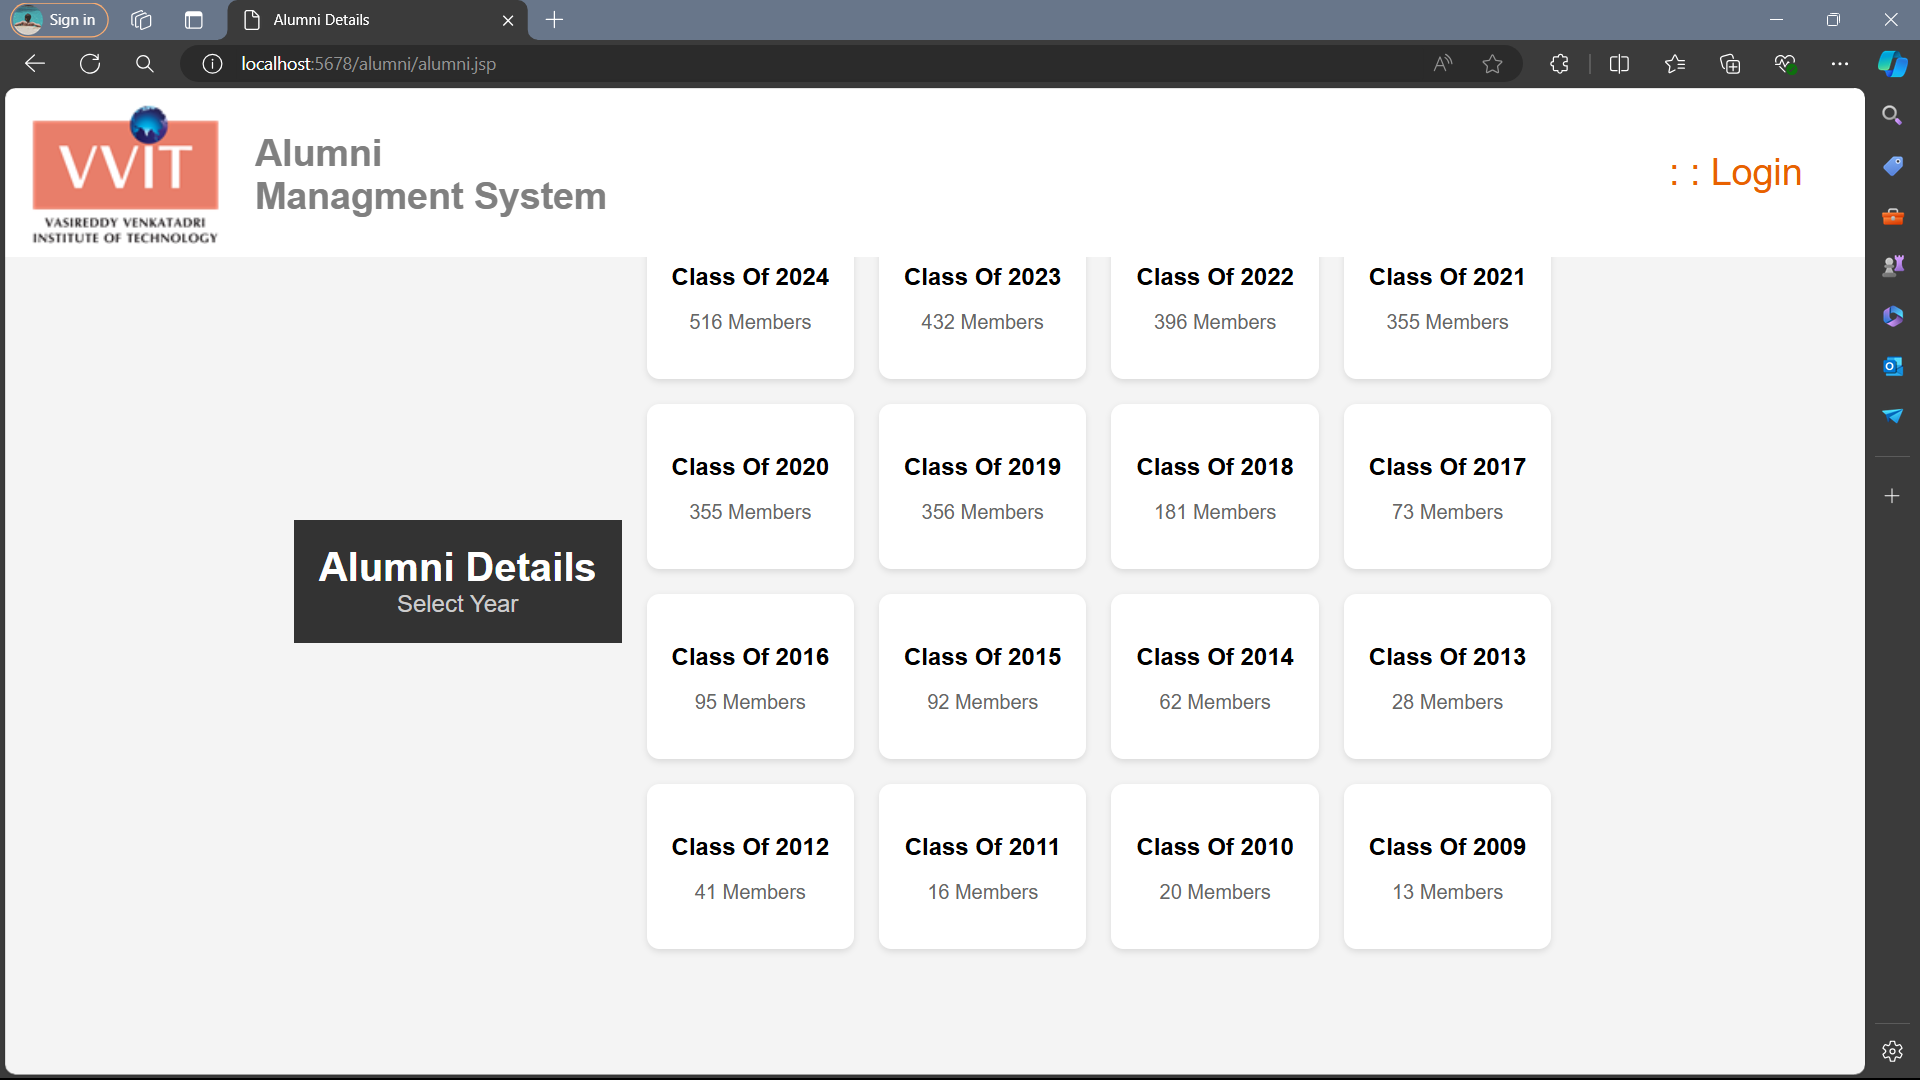 Sign in
Alumni Details
localhost:5678/alumni/alumni.jsp
VVIT
VASIREDDY VENKATADRI
INSTITUTE OF TECHNOLOGY
Alumni
Managment System
: : Login
Class Of 2024
516 Members
Class Of 2023
432 Members
Class Of 2022
396 Members
Class Of 2021
355 Members
Alumni Details
Select Year
Class Of 2020
355 Members
Class Of 2019
356 Members
Class Of 2018
181 Members
Class Of 2017
73 Members
Class Of 2016
95 Members
Class Of 2015
92 Members
Class Of 2014
62 Members
Class Of 2013
28 Members
Class Of 2012
41 Members
Class Of 2011
16 Members
Class Of 2010
20 Members
Class Of 2009
13 Members